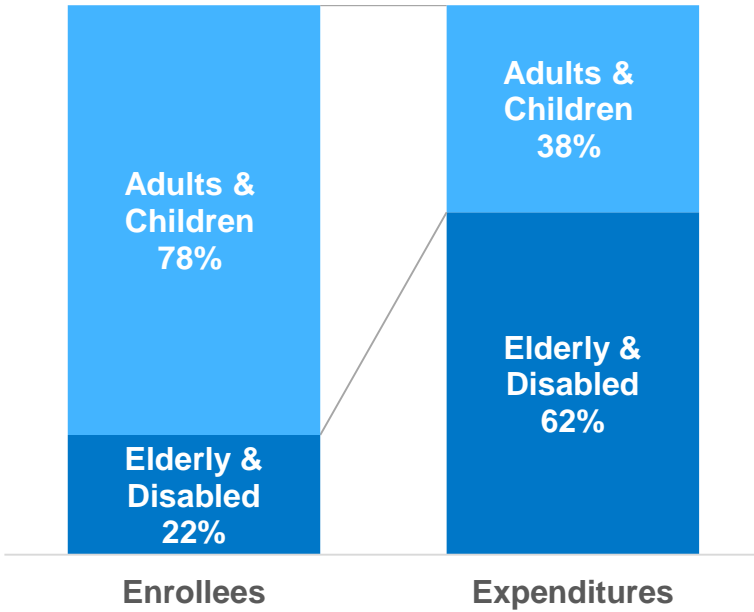 Adults &
Children
78%
Elderly &
Disabled
22%
Adults &
Children
38%
Elderly &
Disabled
62%
Enrollees
Expenditures